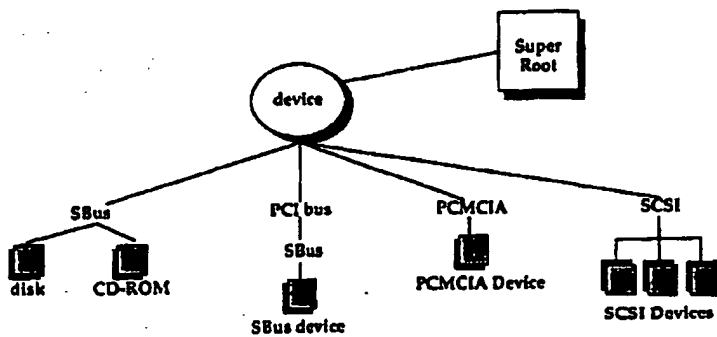 Super
Root
device
SBus
PCI bus
PCMCIA
SCSI
SBus
disk
CD-ROM
PCMCIA Device
SBus device
SCSI Devices